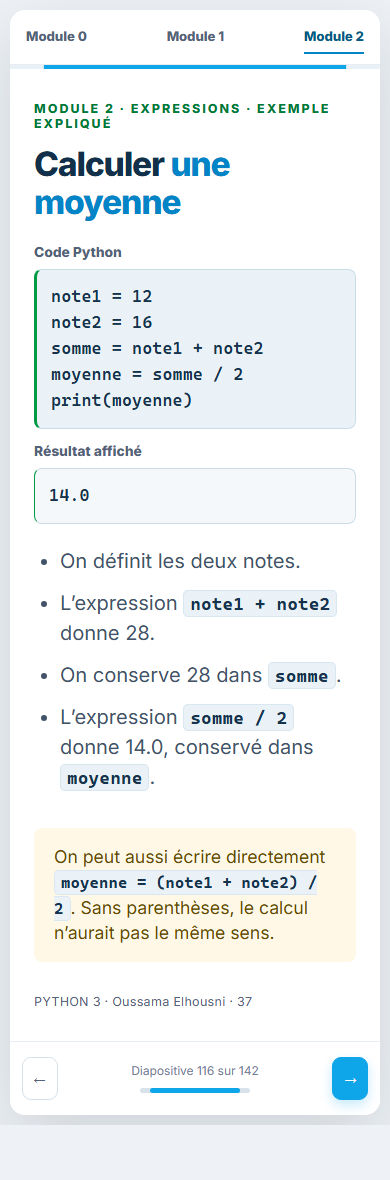 Module 0 Module 1 Module 2
MODULE 2 · EXPRESSIONS · EXEMPLE
EXPLIQUÉ
Calculer une
moyenne
Code Python
note1 = 12
note2 = 16
somme = note1 + note2
moyenne = somme / 2
print(moyenne)
Résultat affiché
14.0
• On définit les deux notes.
• L’expression note1 + note2
donne 28.
• On conserve 28 dans somme.
• L’expression somme / 2
donne 14.0, conservé dans
moyenne.
On peut aussi écrire directement
moyenne = (note1 + note2) /
2. Sans parenthèses, le calcul
n’aurait pas le même sens.
PYTHON 3 · Oussama Elhousni · 37
← Diapositive 116 sur 142 →